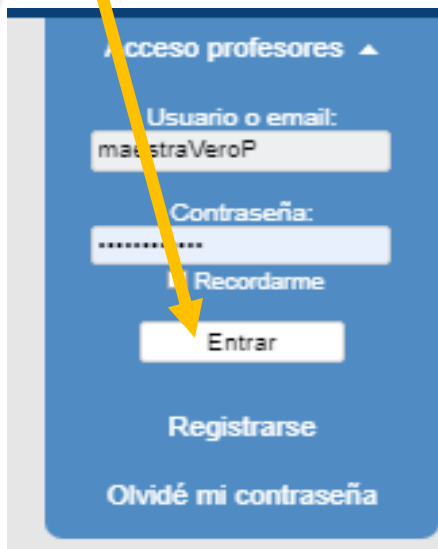 Acceso profesores ▲
Usuario o email:
maestraVeroP
Contraseña:
••••••••••••
Recordarme
Entrar
Registrarse
Olvidé mi contraseña